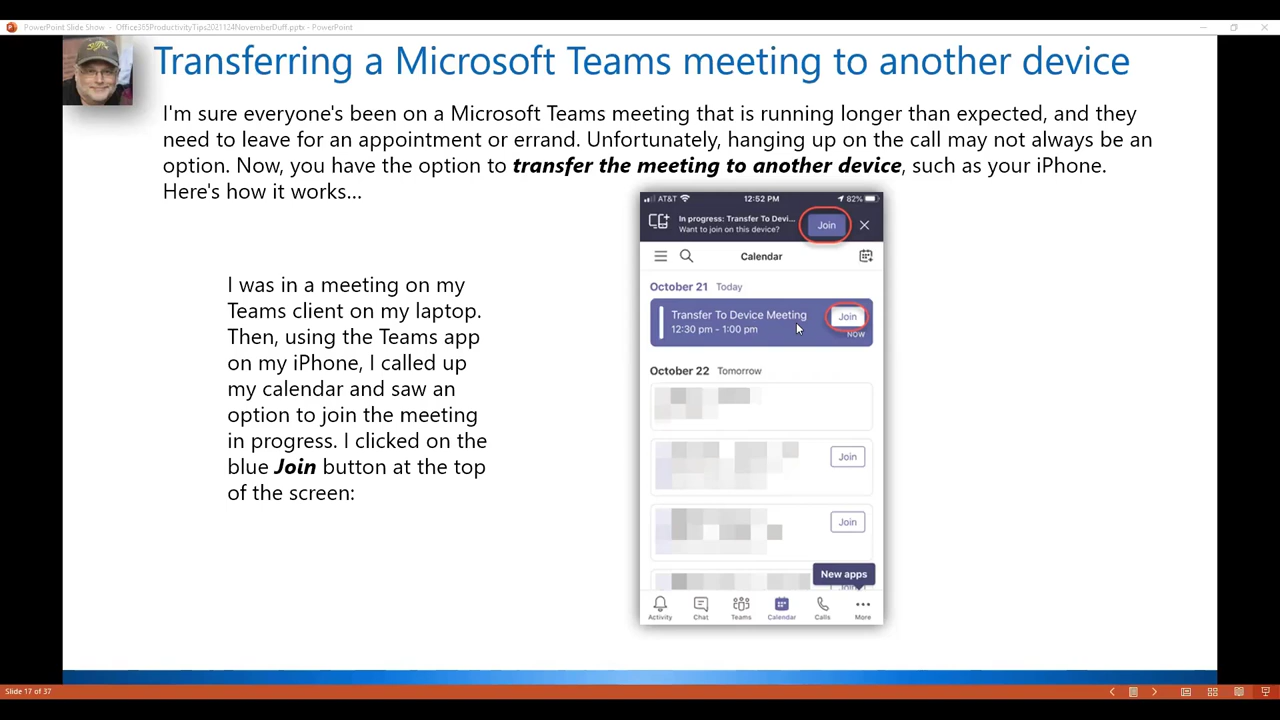 PowerPoint Slide Show - Office365ProductivityTips2021124NovemberDuff.pptx - PowerPoint
Transferring a Microsoft Teams meeting to another device
I'm sure everyone's been on a Microsoft Teams meeting that is running longer than expected, and they
need to leave for an appointment or errand. Unfortunately, hanging up on the call may not always be an
option. Now, you have the option to transfer the meeting to another device, such as your iPhone.
Here's how it works...
I was in a meeting on my
Teams client on my laptop.
Then, using the Teams app
on my iPhone, I called up
my calendar and saw an
option to join the meeting
in progress. I clicked on the
blue Join button at the top
of the screen:
AT&T 12:52 PM 82%
In progress: Transfer To Devi...
Want to join on this device?
Join
Calendar
October 21 Today
Transfer To Device Meeting
12:30 pm - 1:00 pm
Join
Now
October 22 Tomorrow
Join
Join
New apps
Activity Chat Teams Calendar Calls More
Slide 17 of 37